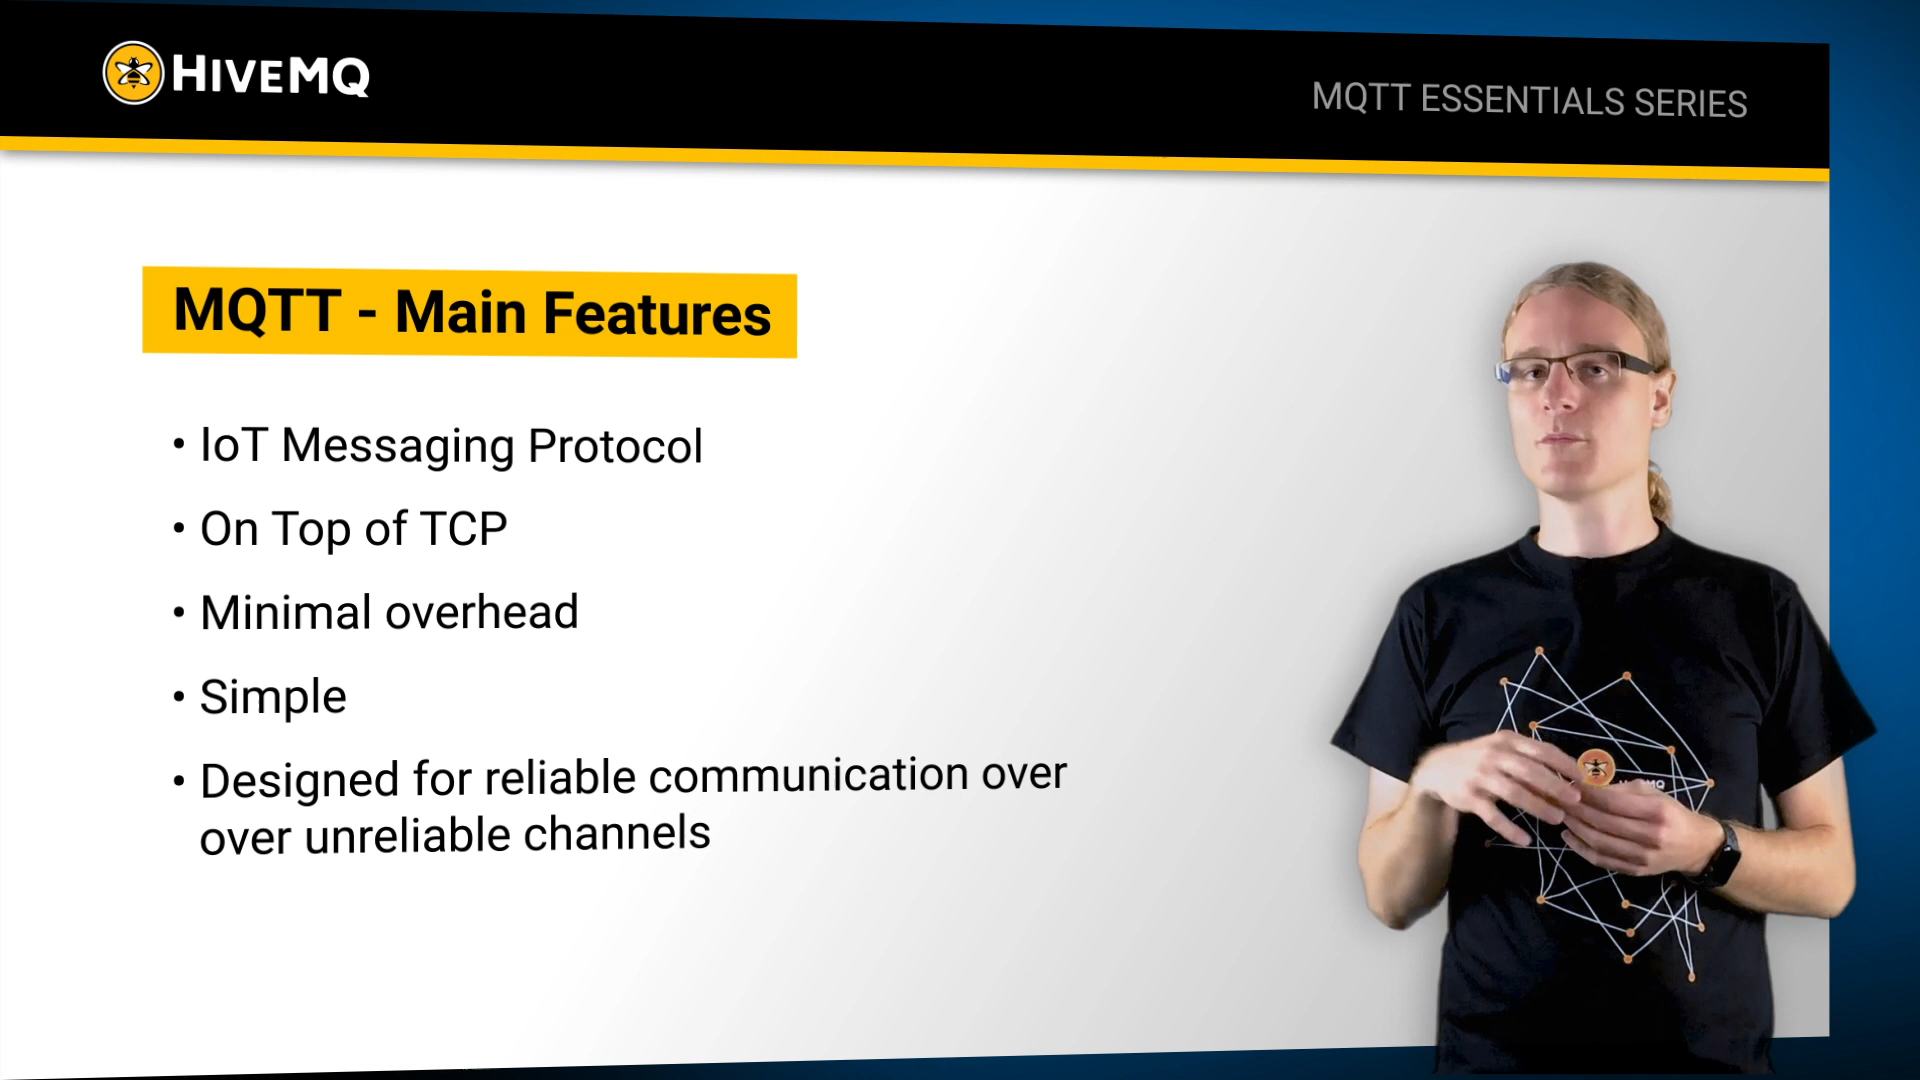 HIVEMQ
MQTT ESSENTIALS SERIES
MQTT - Main Features
• IoT Messaging Protocol
• On Top of TCP
• Minimal overhead
• Simple
• Designed for reliable communication over
over unreliable channels